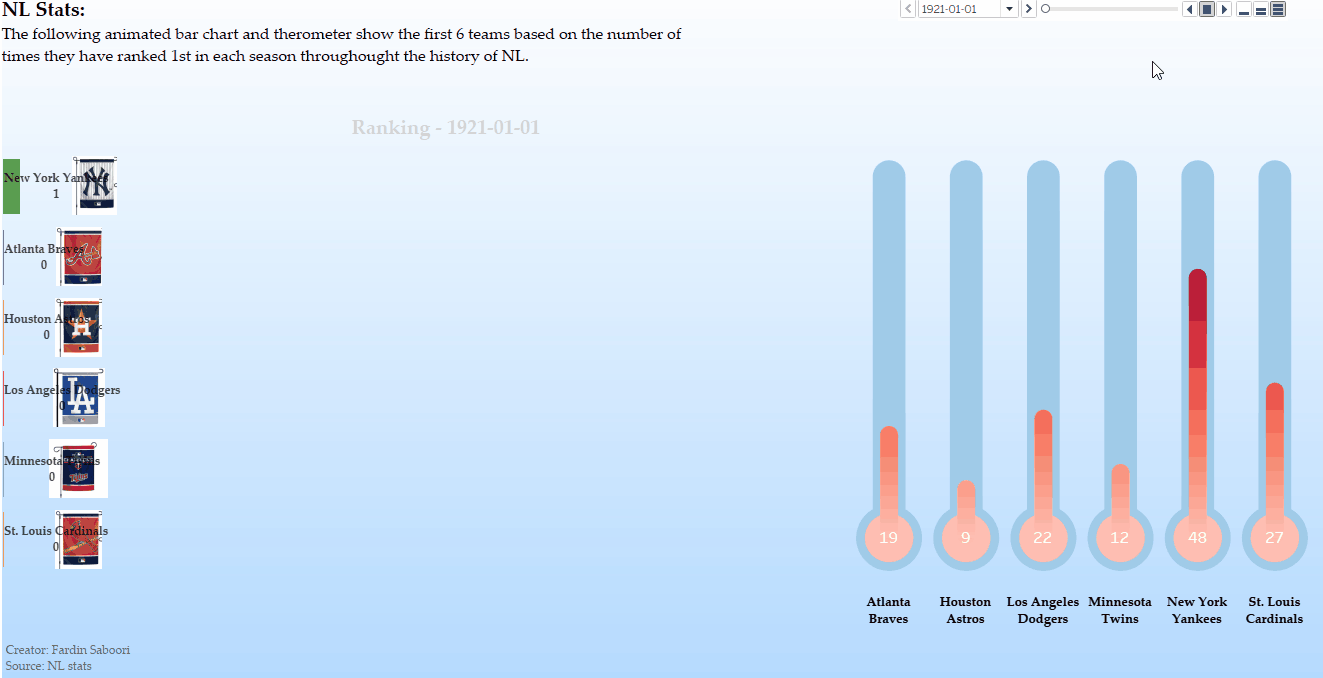 NL Stats:
The following animated bar chart and therometer show the first 6 teams based on the number of
times they have ranked 1st in each season throughought the history of NL.
1921-01-01
Ranking - 1921-01-01
New York Yankees
1
Atlanta Braves
0
Houston Astros
0
Los Angeles Dodgers
0
Minnesota Twins
0
St. Louis Cardinals
0
19
9
22
12
48
27
Atlanta
Braves
Houston
Astros
Los Angeles
Dodgers
Minnesota
Twins
New York
Yankees
St. Louis
Cardinals
Creator: Fardin Saboori
Source: NL stats